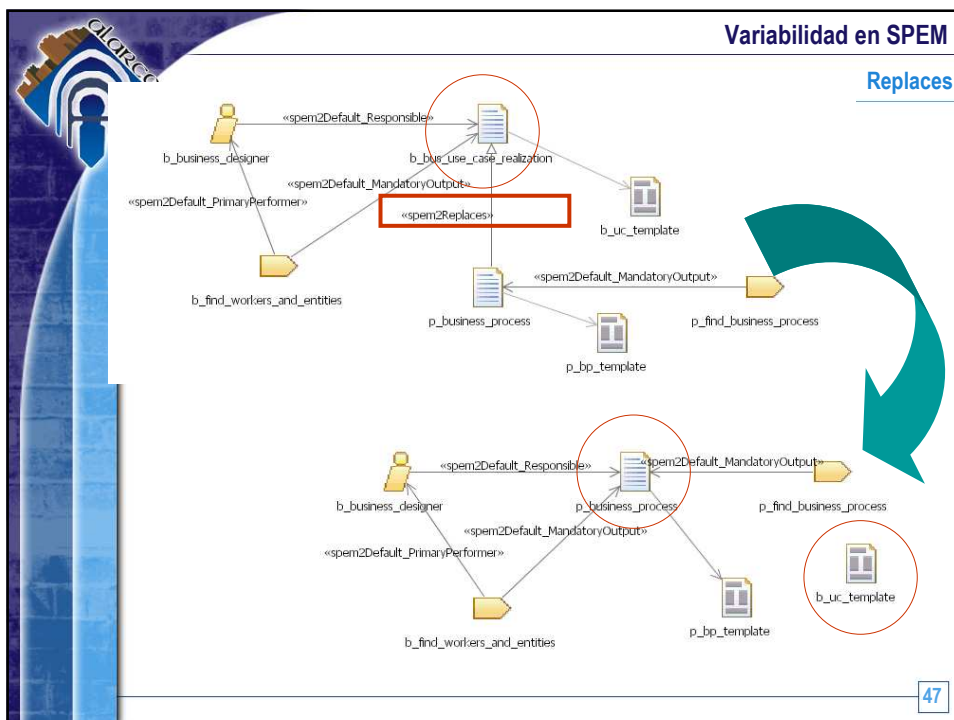 Variabilidad en SPEM
Replaces
alarco
«spem2Default_Responsible»
b_business_designer
b_bus_use_case_realization
«spem2Default_MandatoryOutput»
«spem2Default_PrimaryPerformer»
«spem2Replaces»
b_uc_template
«spem2Default_MandatoryOutput»
b_find_workers_and_entities
p_business_process
p_find_business_process
p_bp_template
«spem2Default_Responsible»
«spem2Default_MandatoryOutput»
b_business_designer
p_business_process
p_find_business_process
«spem2Default_MandatoryOutput»
«spem2Default_PrimaryPerformer»
b_uc_template
p_bp_template
b_find_workers_and_entities
47